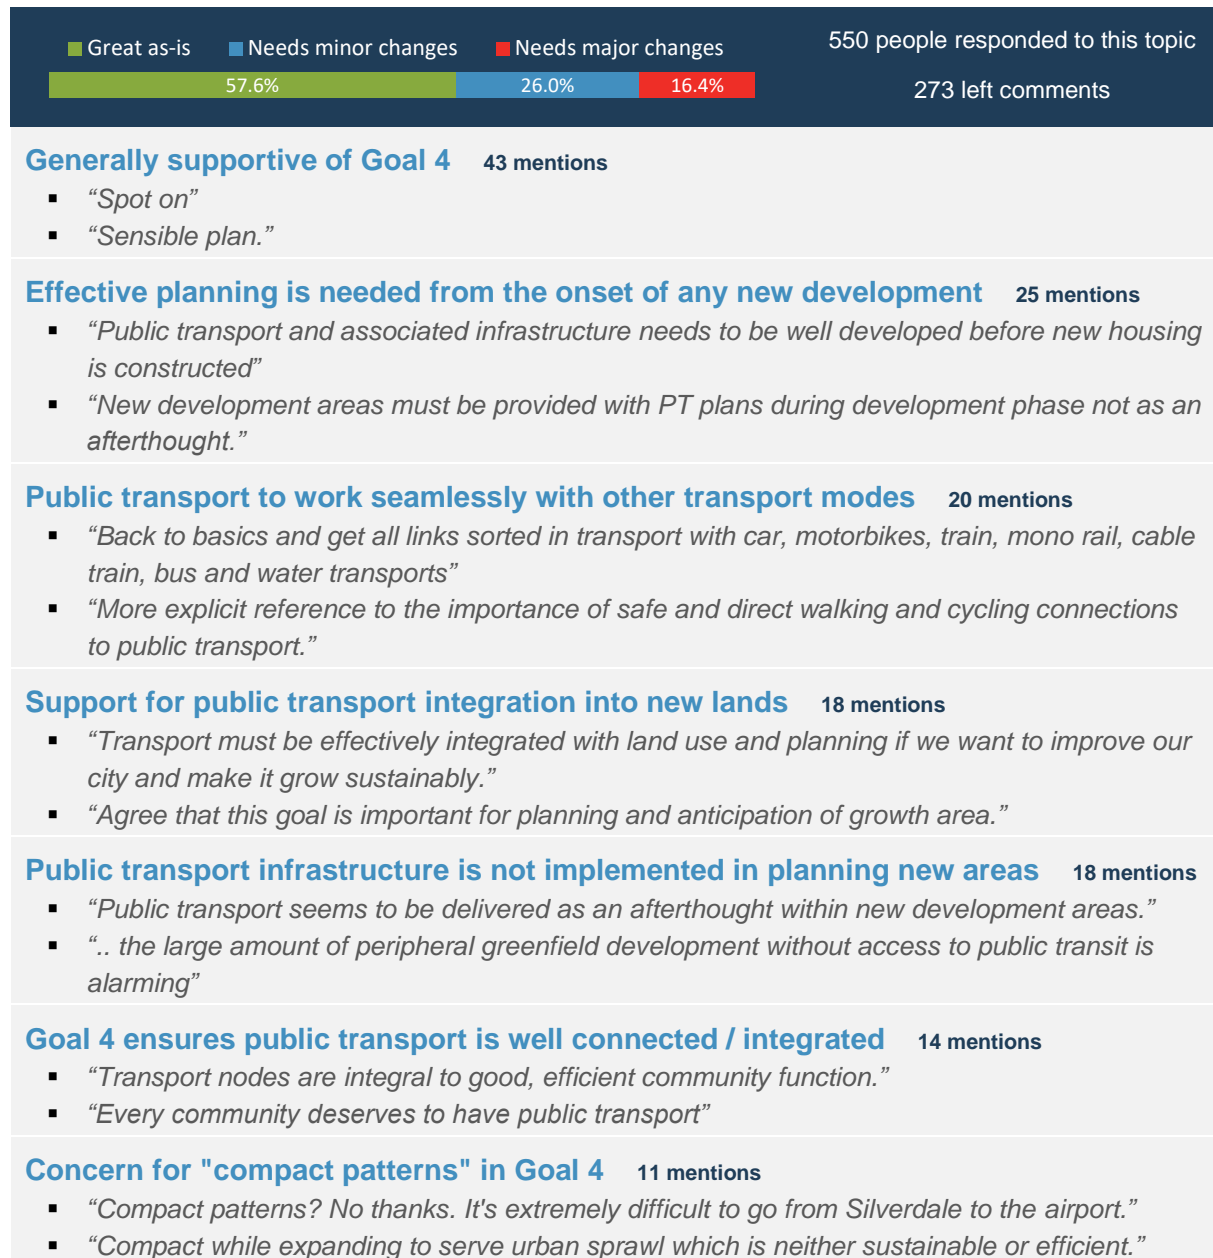 Great as-is Needs minor changes Needs major changes
57.6% 26.0% 16.4%
550 people responded to this topic
273 left comments
Generally supportive of Goal 4 43 mentions
▪ “Spot on”
▪ “Sensible plan.”
Effective planning is needed from the onset of any new development 25 mentions
▪ “Public transport and associated infrastructure needs to be well developed before new housing
is constructed”
▪ “New development areas must be provided with PT plans during development phase not as an
afterthought.”
Public transport to work seamlessly with other transport modes 20 mentions
▪ “Back to basics and get all links sorted in transport with car, motorbikes, train, mono rail, cable
train, bus and water transports”
▪ “More explicit reference to the importance of safe and direct walking and cycling connections
to public transport.”
Support for public transport integration into new lands 18 mentions
▪ “Transport must be effectively integrated with land use and planning if we want to improve our
city and make it grow sustainably.”
▪ “Agree that this goal is important for planning and anticipation of growth area.”
Public transport infrastructure is not implemented in planning new areas 18 mentions
▪ “Public transport seems to be delivered as an afterthought within new development areas.”
▪ “.. the large amount of peripheral greenfield development without access to public transit is
alarming”
Goal 4 ensures public transport is well connected / integrated 14 mentions
▪ “Transport nodes are integral to good, efficient community function.”
▪ “Every community deserves to have public transport”
Concern for "compact patterns" in Goal 4 11 mentions
▪ “Compact patterns? No thanks. It's extremely difficult to go from Silverdale to the airport.”
▪ “Compact while expanding to serve urban sprawl which is neither sustainable or efficient.”